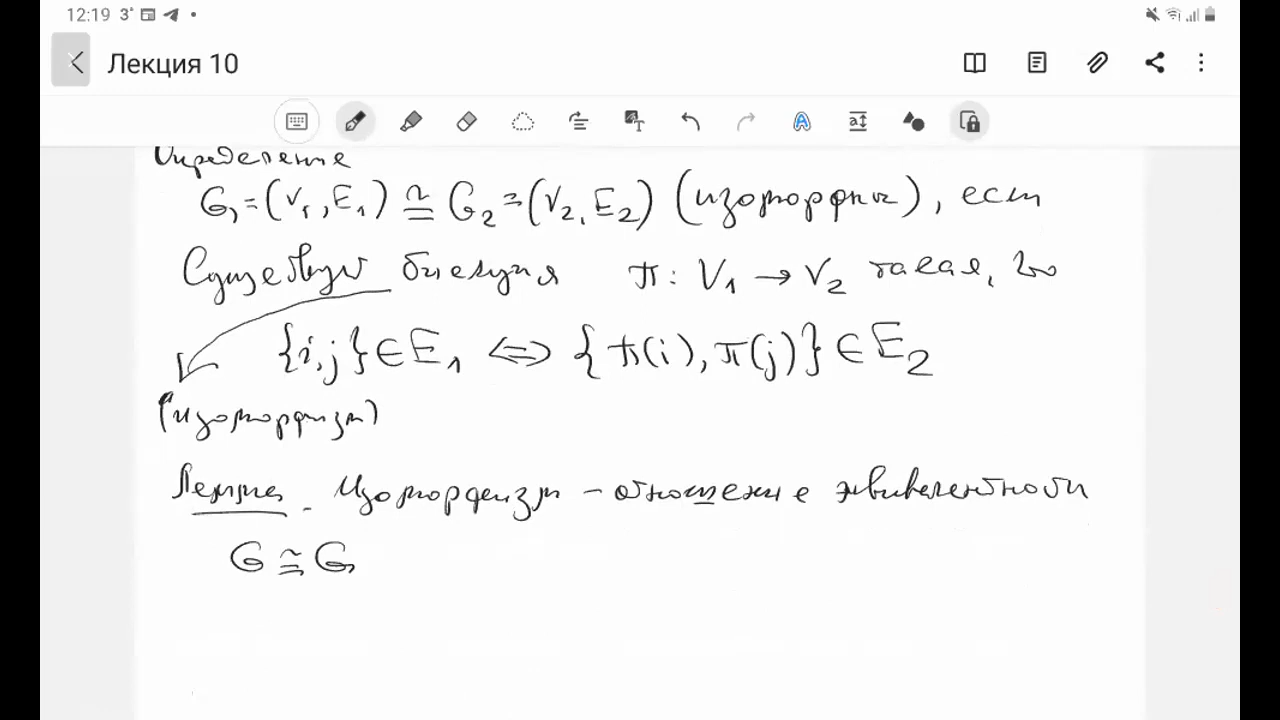 12:19 3°
Лекция 10
Определение
G₁=(V₁,E₁) ≅ G₂=(V₂,E₂) (изоморфны), если
существует биекция π: V₁ → V₂ такая, что
{i,j}∈E₁ ⇔ {π(i),π(j)}∈E₂
(изоморфизм)
Лемма. Изоморфизм – отношение эквивалентности
G ≅ G,